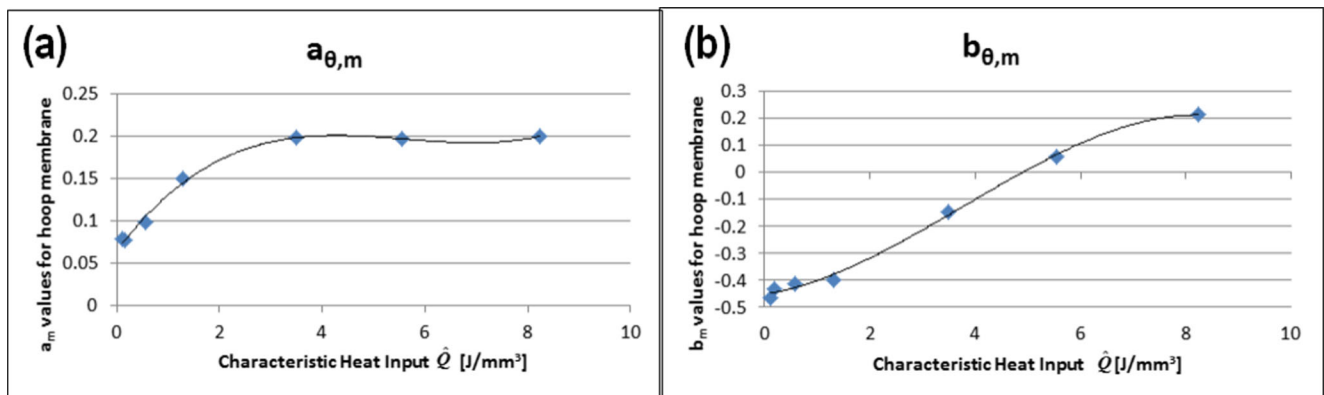 (a)
aθ,m
0.25
0.2
0.15
0.1
0.05
0
0 2 4 6 8 10
am values for hoop membrane
Characteristic Heat Input Q̂ [J/mm³]
(b)
bθ,m
0.3
0.2
0.1
0
-0.1
-0.2
-0.3
-0.4
-0.5
0 2 4 6 8 10
bm values for hoop membrane
Characteristic Heat Input Q̂ [J/mm³]